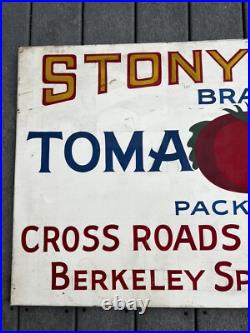 STONY
BRA
TOMA
PACK
CROSS ROADS
BERKELEY SP